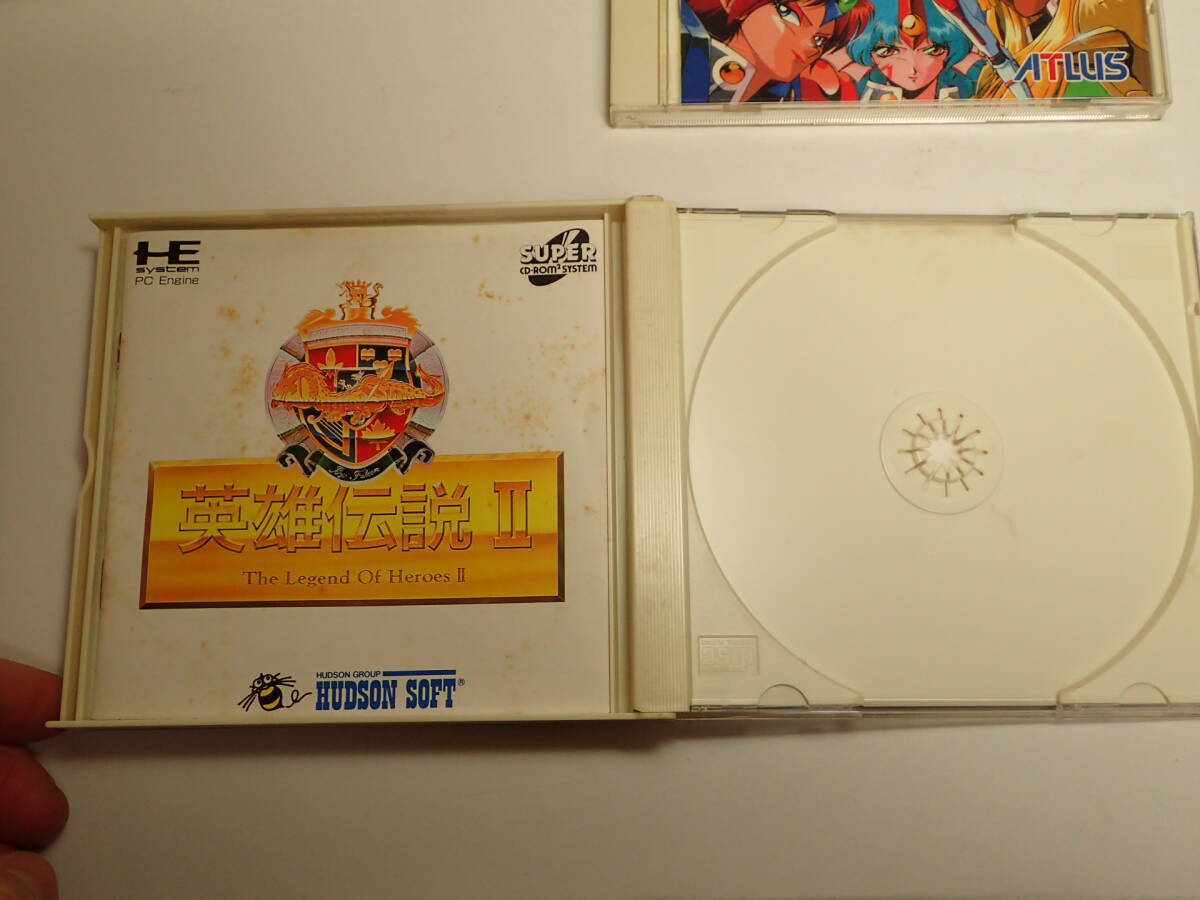 ATLUS
HE
system
PC Engine
SUPER
CD-ROM² SYSTEM
英雄伝説 II
The Legend Of Heroes II
HUDSON GROUP
HUDSON SOFT®